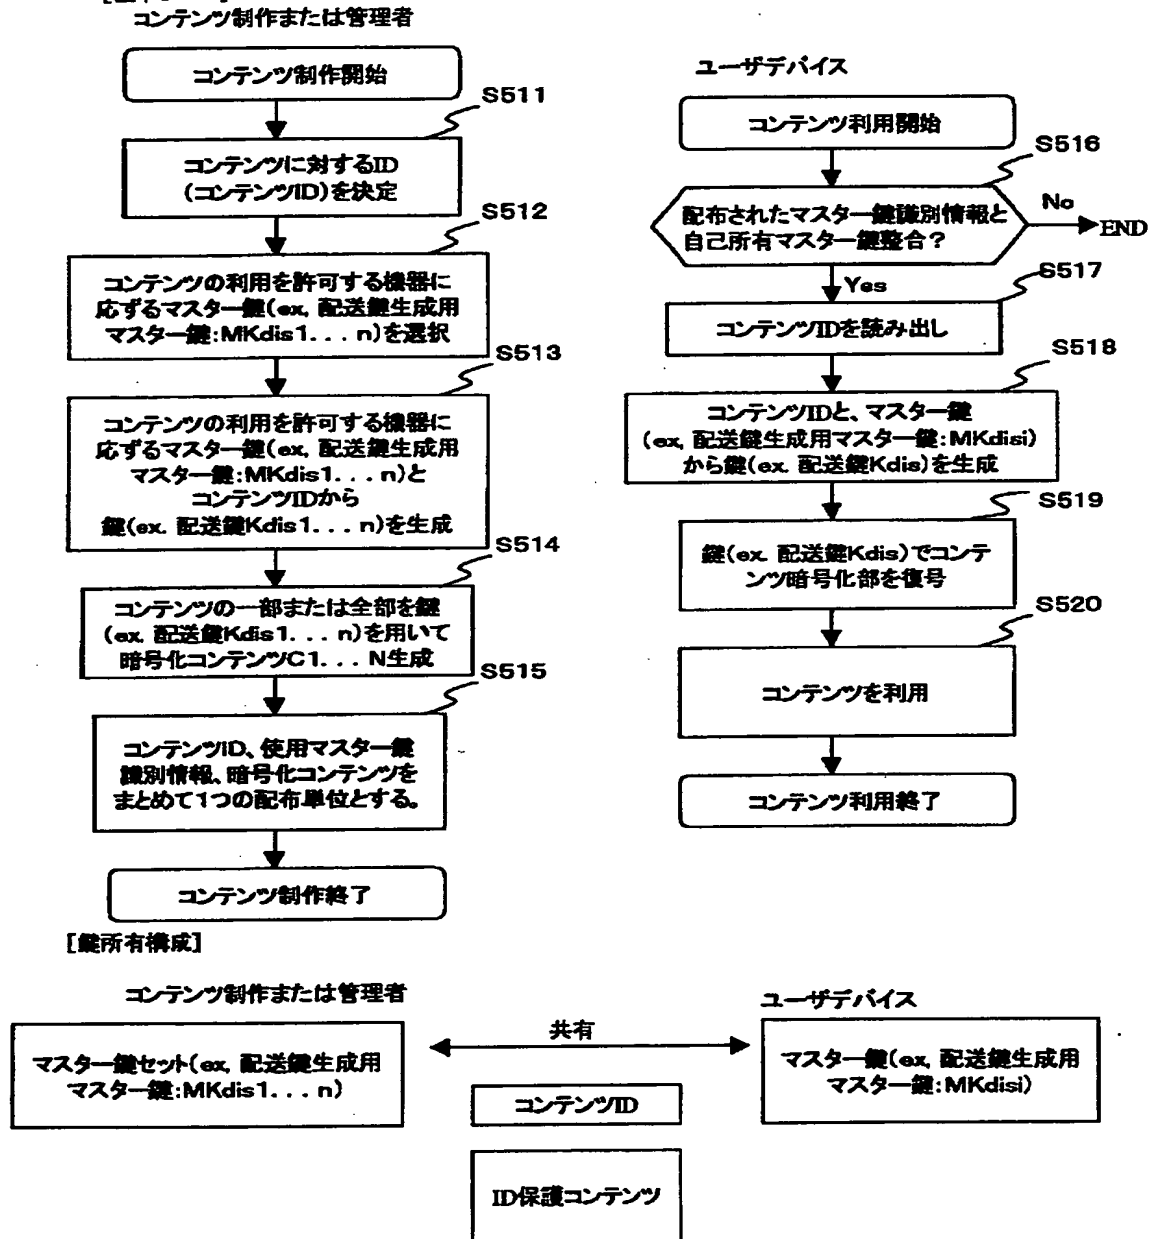 コンテンツ制作または管理者
コンテンツ制作開始
S511
コンテンツに対するID
(コンテンツID)を決定
S512
コンテンツの利用を許可する機器に
応ずるマスター鍵(ex, 配送鍵生成用
マスター鍵:MKdis1...n)を選択
S513
コンテンツの利用を許可する機器に
応ずるマスター鍵(ex, 配送鍵生成用
マスター鍵:MKdis1...n)と
コンテンツIDから
鍵(ex. 配送鍵Kdis1...n)を生成
S514
コンテンツの一部または全部を鍵
(ex. 配送鍵Kdis1...n)を用いて
暗号化コンテンツC1...N生成
S515
コンテンツID、使用マスター鍵
識別情報、暗号化コンテンツを
まとめて1つの配布単位とする。
コンテンツ制作終了
ユーザデバイス
コンテンツ利用開始
S516
配布されたマスター鍵識別情報と
自己所有マスター鍵整合？
No
END
Yes
S517
コンテンツIDを読み出し
S518
コンテンツIDと、マスター鍵
(ex, 配送鍵生成用マスター鍵:MKdisi)
から鍵(ex. 配送鍵Kdis)を生成
S519
鍵(ex. 配送鍵Kdis)でコンテ
ンツ暗号化部を復号
S520
コンテンツを利用
コンテンツ利用終了
[鍵所有構成]
コンテンツ制作または管理者
マスター鍵セット(ex, 配送鍵生成用
マスター鍵:MKdis1...n)
共有
コンテンツID
ID保護コンテンツ
ユーザデバイス
マスター鍵(ex, 配送鍵生成用
マスター鍵:MKdisi)